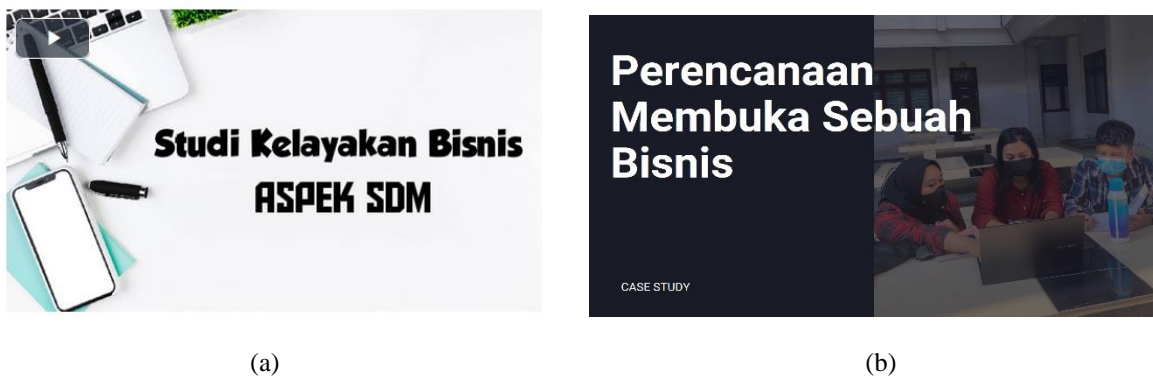 Studi Kelayakan Bisnis
ASPEK SDM
Perencanaan
Membuka Sebuah
Bisnis
CASE STUDY
(a)
(b)